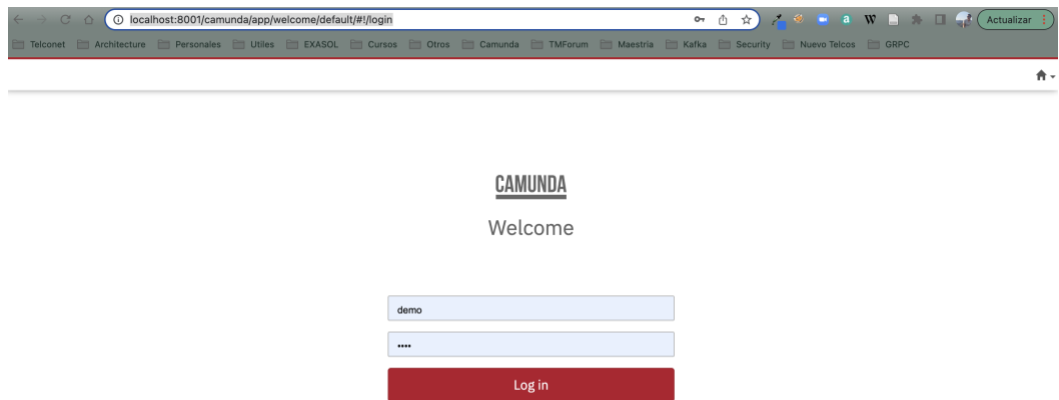 localhost:8001/camunda/app/welcome/default/#!/login
Actualizar
Telconet Architecture Personales Utiles EXASOL Cursos Otros Camunda TMForum Maestria Kafka Security Nuevo Telcos GRPC
CAMUNDA
Welcome
demo
••••
Log in